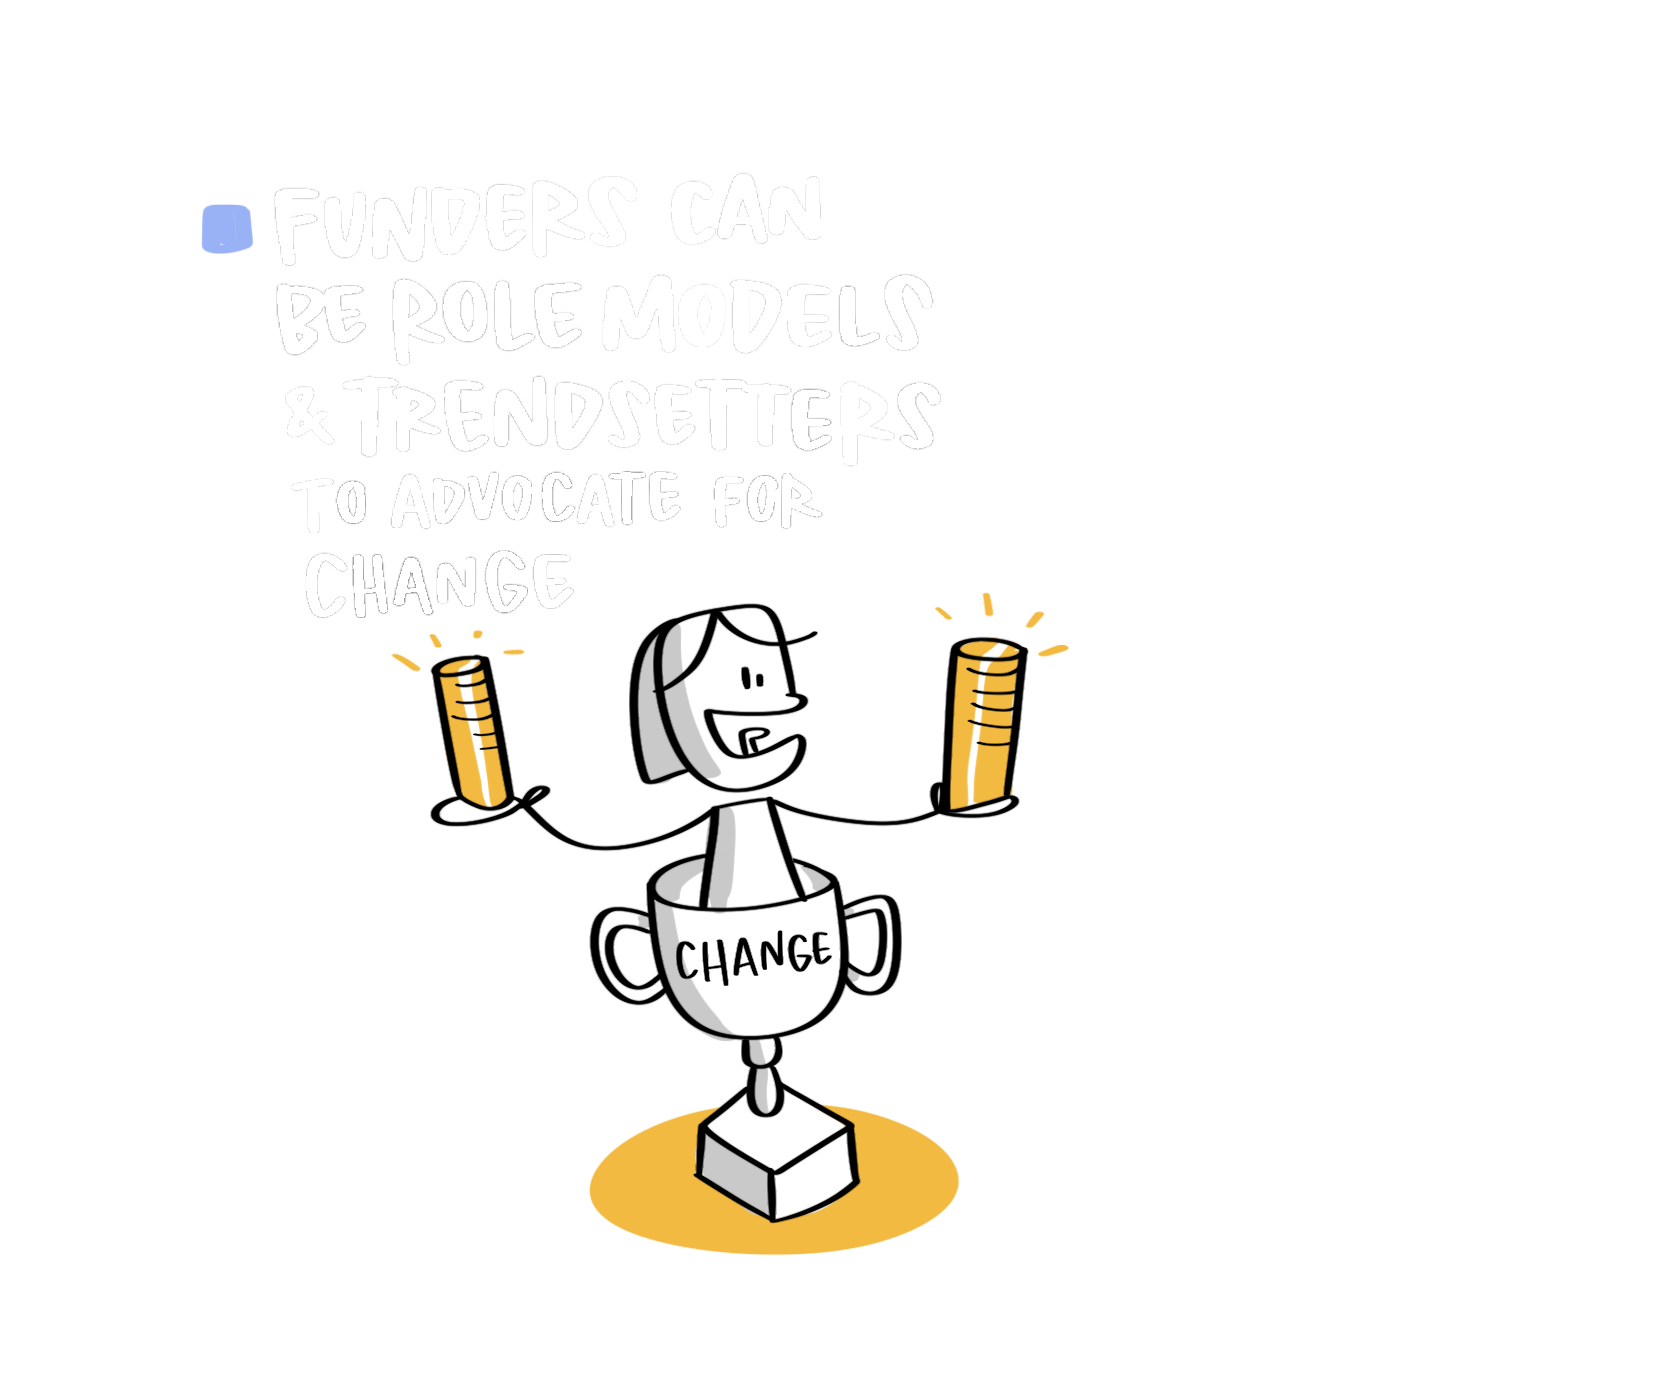 FUNDERS CAN
BE ROLE MODELS
& TRENDSETTERS
TO ADVOCATE FOR
CHANGE
CHANGE